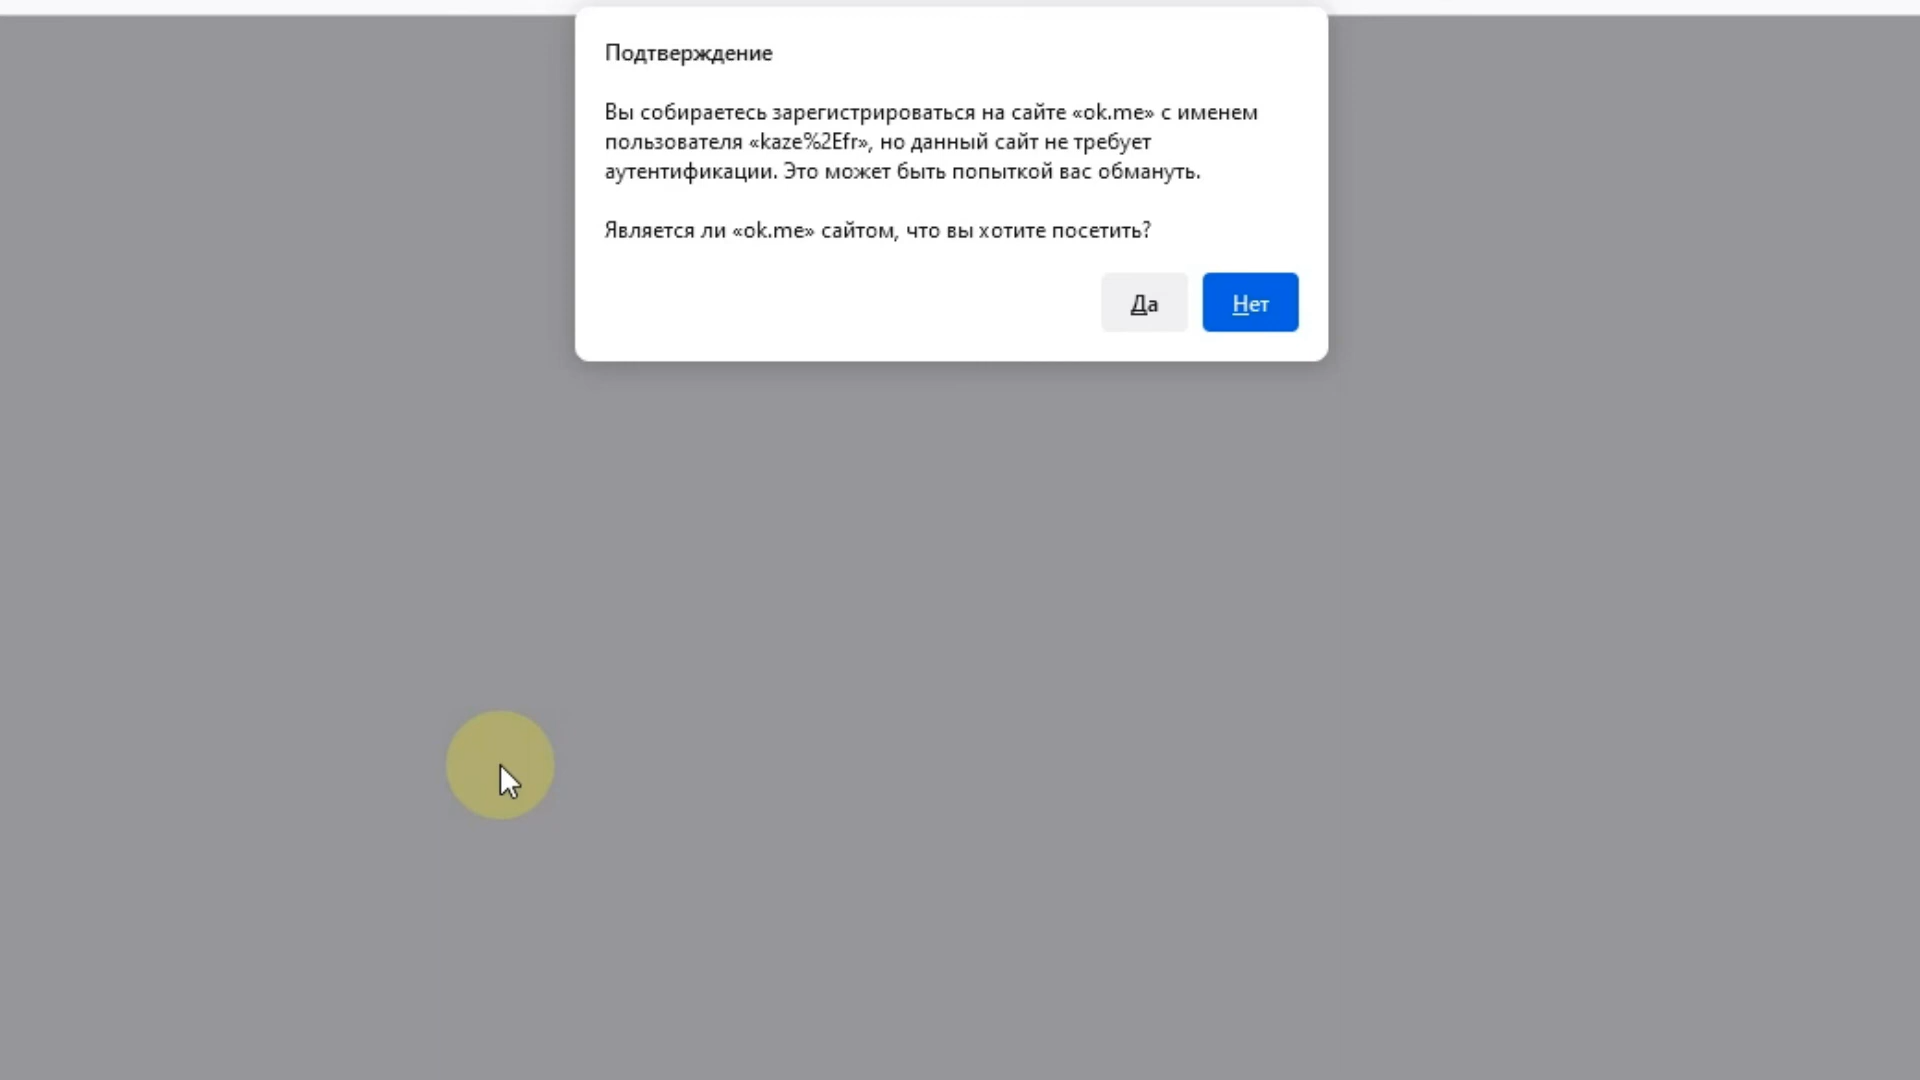 Подтверждение
Вы собираетесь зарегистрироваться на сайте «ok.me» с именем
пользователя «kaze%2Efr», но данный сайт не требует
аутентификации. Это может быть попыткой вас обмануть.
Является ли «ok.me» сайтом, что вы хотите посетить?
Да
Нет